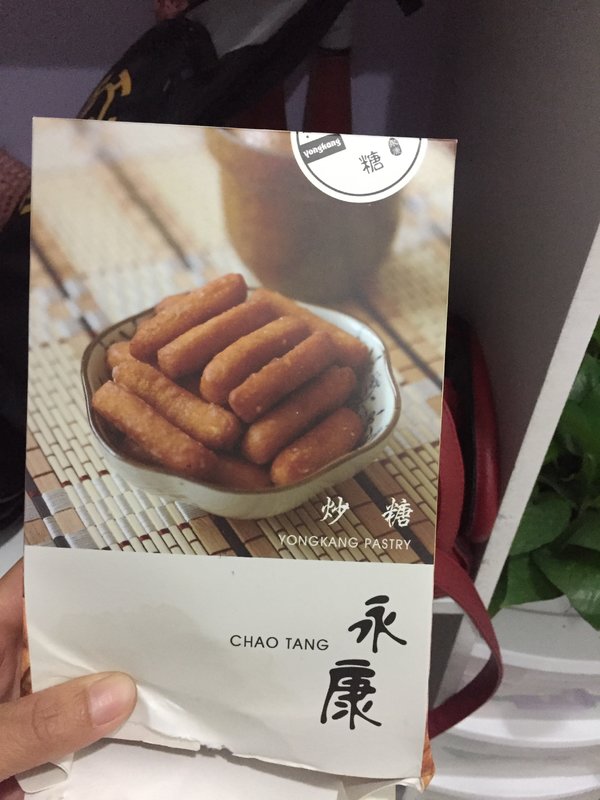 Yongkang
糖
炒 糖
YONGKANG PASTRY
CHAO TANG
永
康